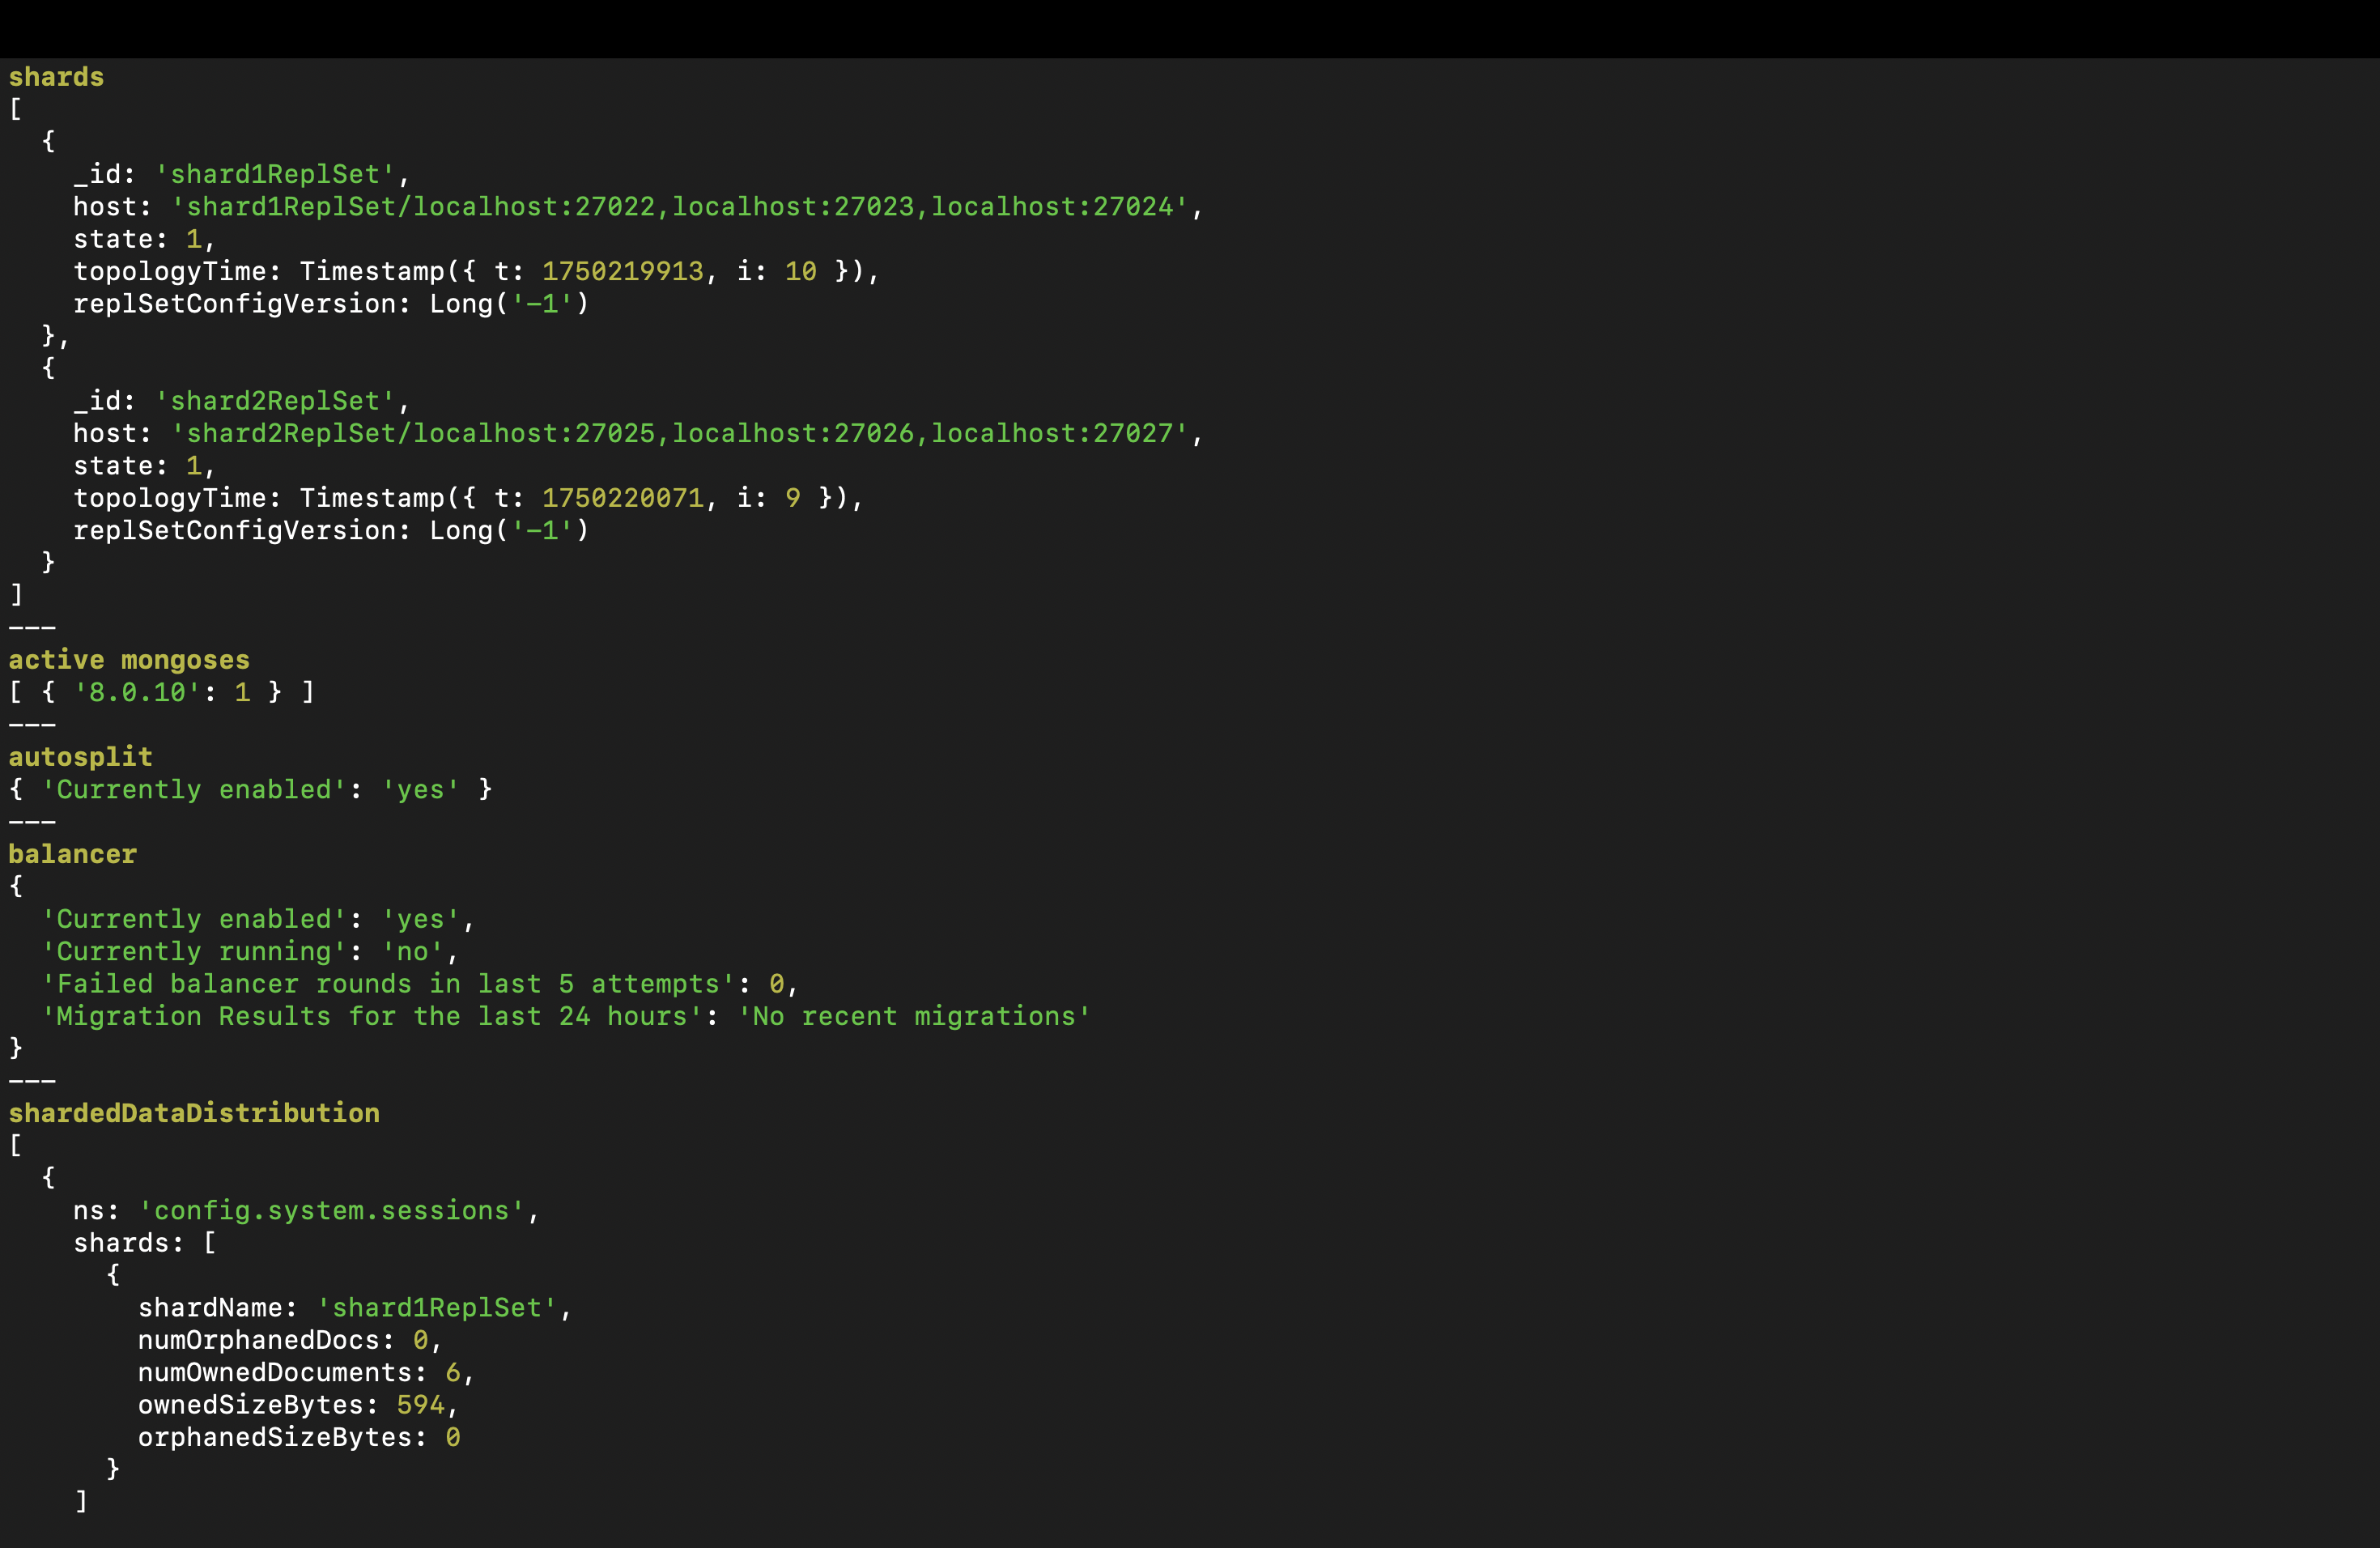 shards
[
  {
    _id: 'shard1ReplSet',
    host: 'shard1ReplSet/localhost:27022,localhost:27023,localhost:27024',
    state: 1,
    topologyTime: Timestamp({ t: 1750219913, i: 10 }),
    replSetConfigVersion: Long('-1')
  },
  {
    _id: 'shard2ReplSet',
    host: 'shard2ReplSet/localhost:27025,localhost:27026,localhost:27027',
    state: 1,
    topologyTime: Timestamp({ t: 1750220071, i: 9 }),
    replSetConfigVersion: Long('-1')
  }
]
---
active mongoses
[ { '8.0.10': 1 } ]
---
autosplit
{ 'Currently enabled': 'yes' }
---
balancer
{
  'Currently enabled': 'yes',
  'Currently running': 'no',
  'Failed balancer rounds in last 5 attempts': 0,
  'Migration Results for the last 24 hours': 'No recent migrations'
}
---
shardedDataDistribution
[
  {
    ns: 'config.system.sessions',
    shards: [
      {
        shardName: 'shard1ReplSet',
        numOrphanedDocs: 0,
        numOwnedDocuments: 6,
        ownedSizeBytes: 594,
        orphanedSizeBytes: 0
      }
    ]